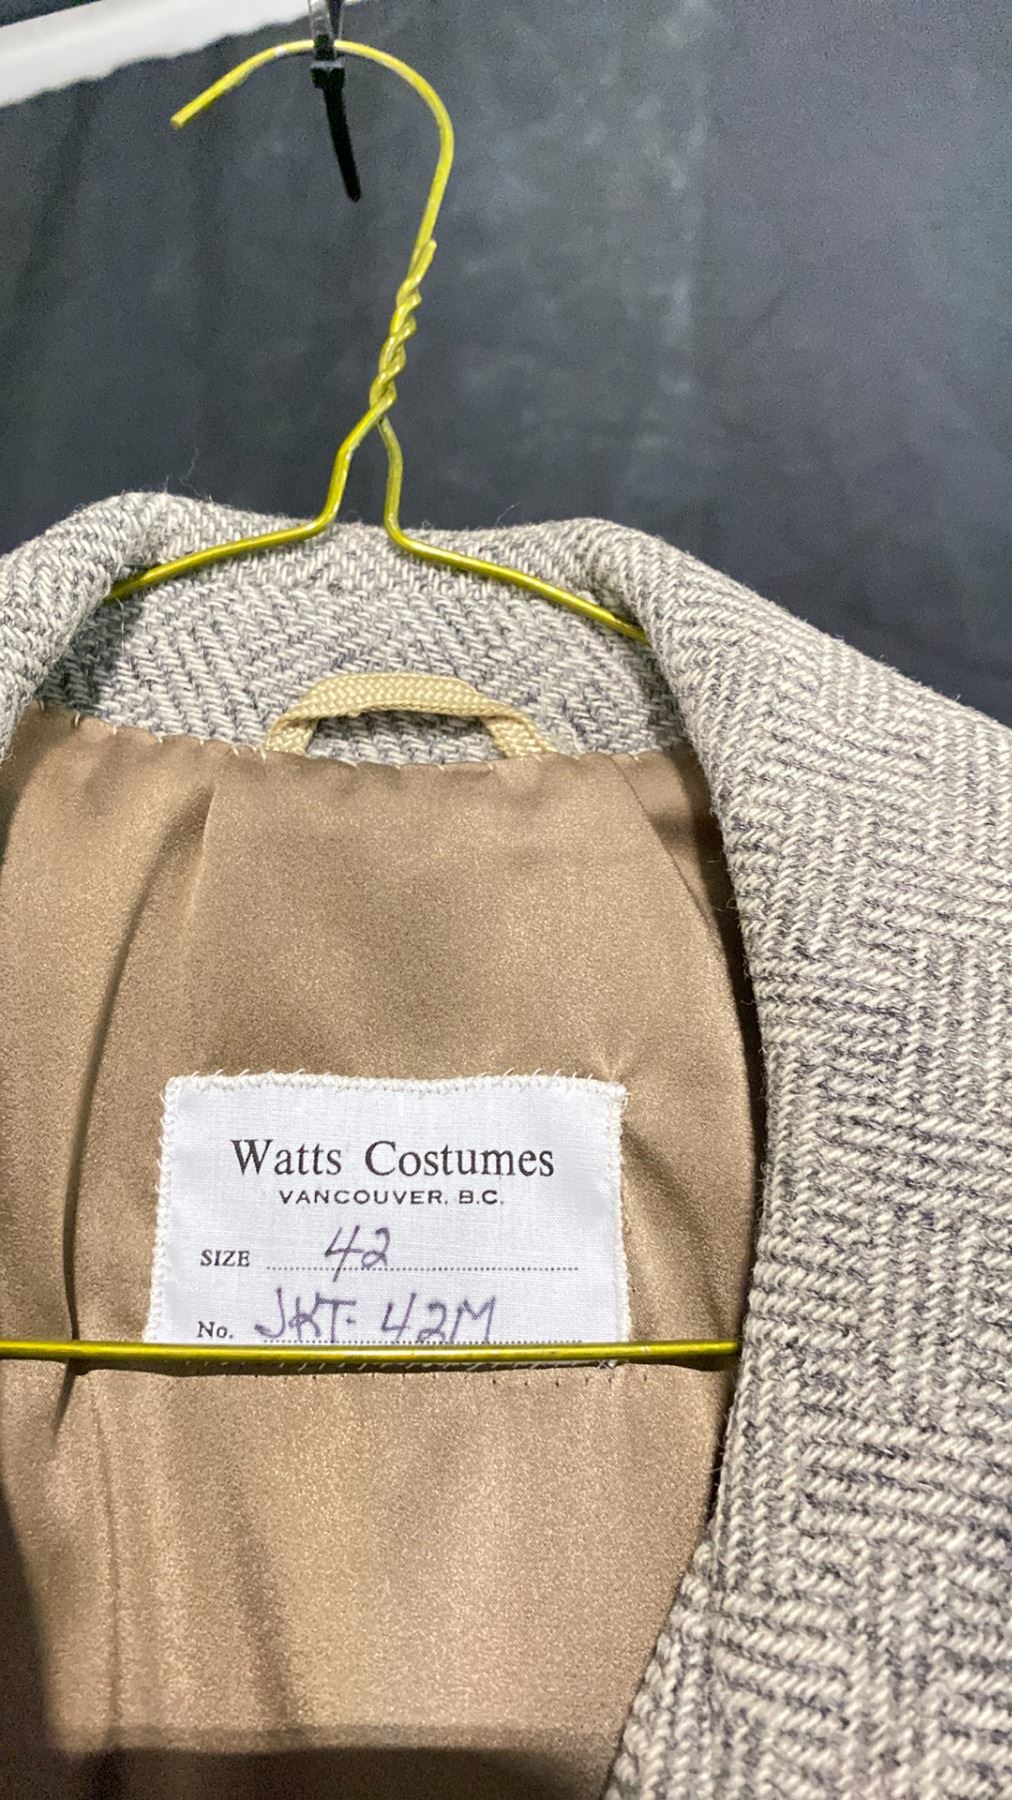 Watts Costumes
VANCOUVER, B.C.
SIZE 42
No. JKT- 42M